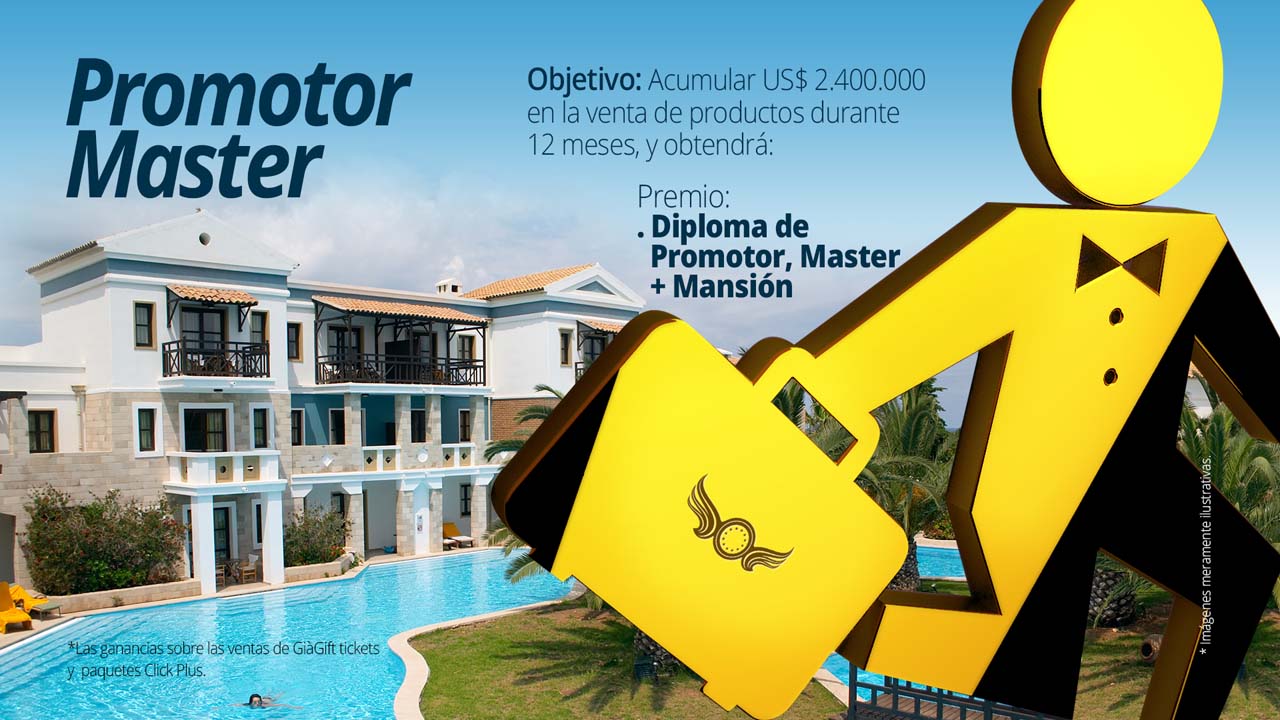 Promotor
Master
Objetivo: Acumular US$ 2.400.000
en la venta de productos durante
12 meses, y obtendrá:
Premio:
. Diploma de
Promotor, Master
+ Mansión
*Las ganancias sobre las ventas de GiàGift tickets
y paquetes Click Plus.
* Imágenes meramente ilustrativas.